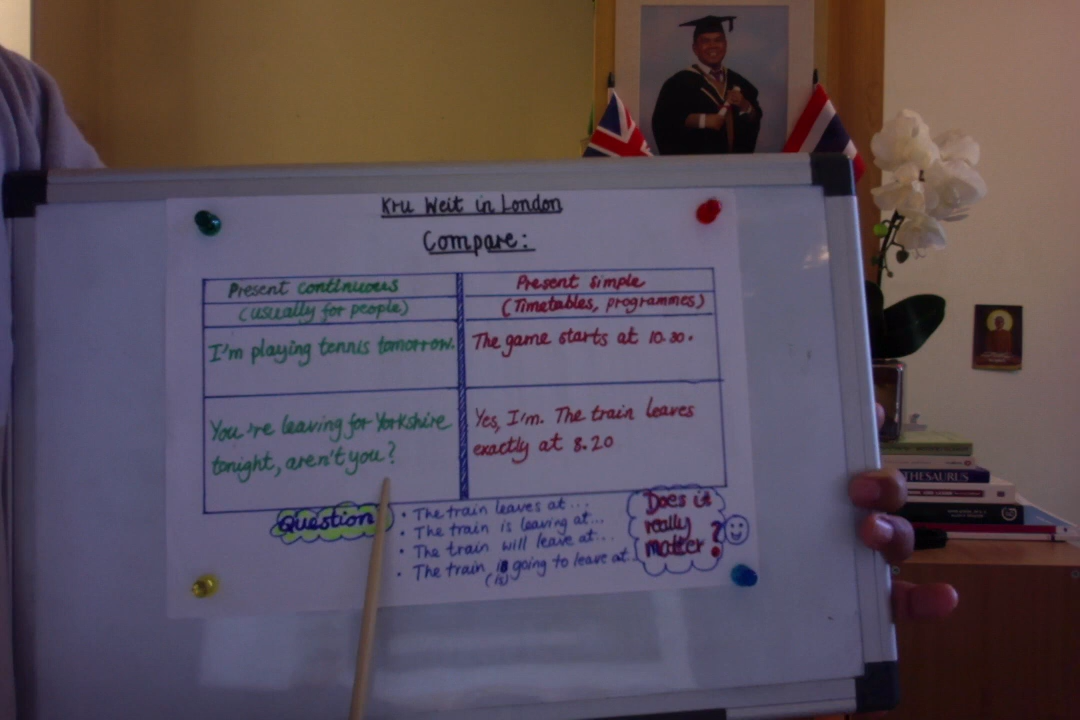 Kru Weit in London
Compare:
Present continuous
(usually for people)
I'm playing tennis tomorrow.
You're leaving for Yorkshire
tonight, aren't you?
Present simple
(Timetables, programmes)
The game starts at 10.30.
Yes, I'm. The train leaves
exactly at 8.20
Question
• The train leaves at...
• The train is leaving at...
• The train will leave at...
• The train is going to leave at..
(is)
Does it
really
matter?
THESAURUS